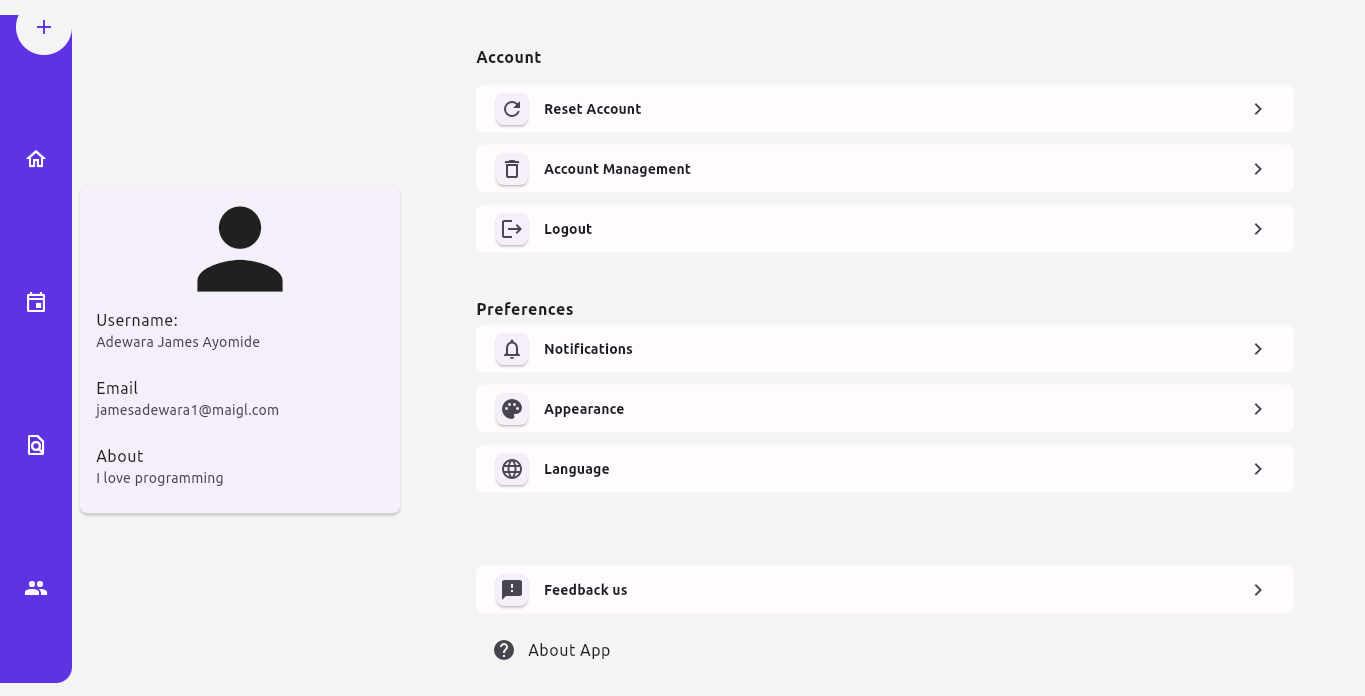 Username:
Adewara James Ayomide
Email
jamesadewara1@maigl.com
About
I love programming
Account
Reset Account
Account Management
Logout
Preferences
Notifications
Appearance
Language
Feedback us
About App